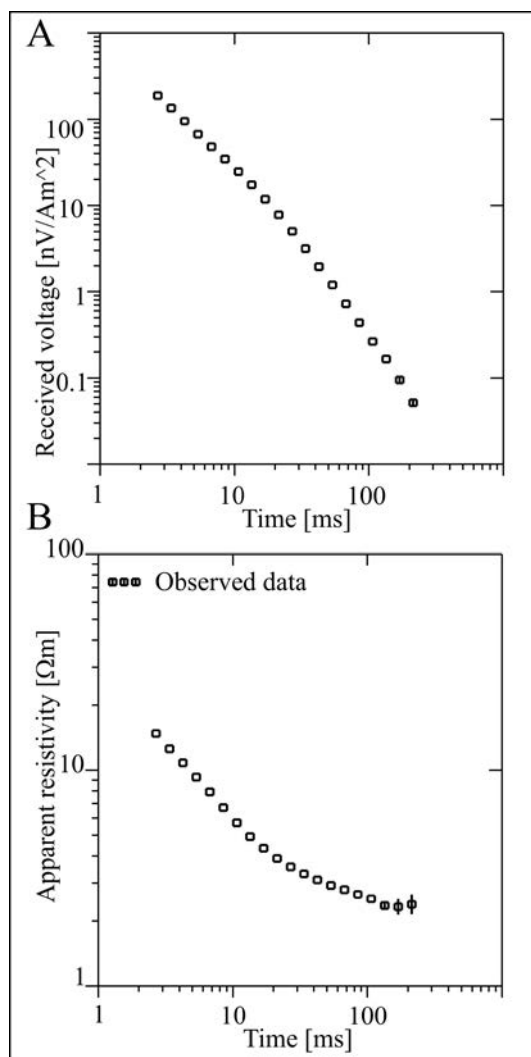 A
Received voltage [nV/Am^2]
100
10
1
0.1
1 10 100
Time [ms]
B
Apparent resistivity [Ωm]
100
Observed data
10
1
1 10 100
Time [ms]